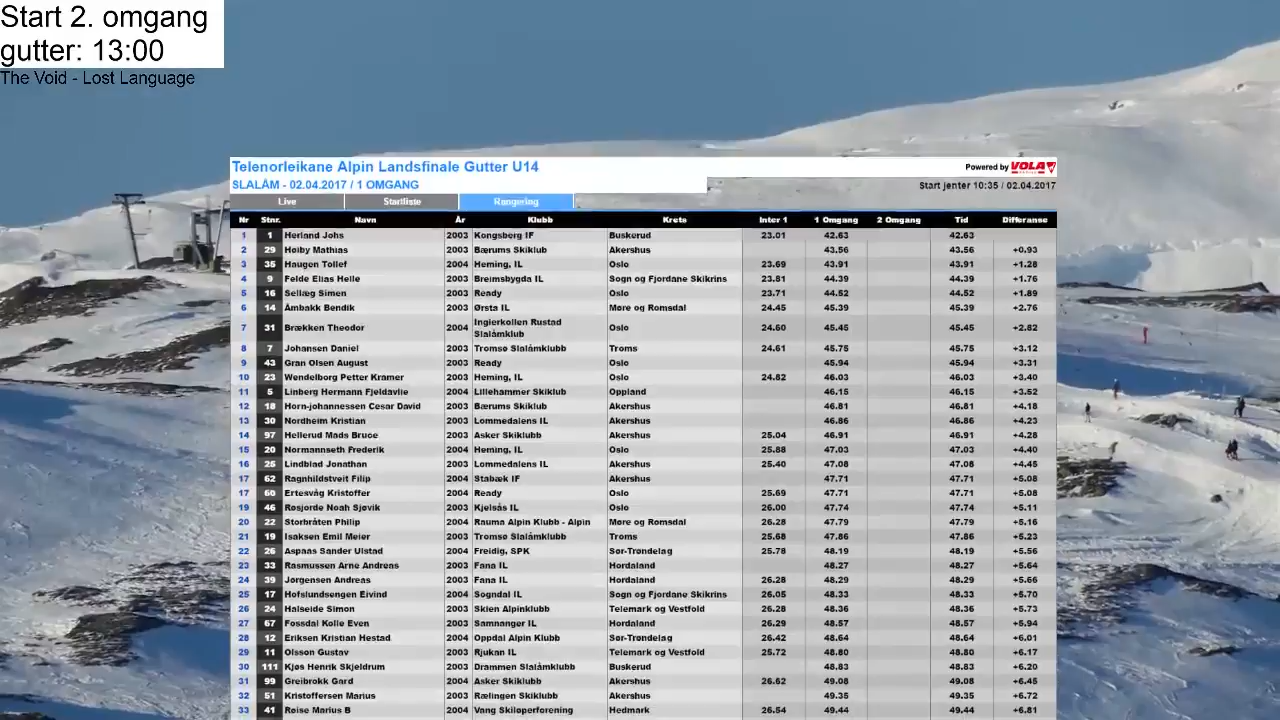 Start 2. omgang
gutter: 13:00
The Void - Lost Language
Telenorleikane Alpin Landsfinale Gutter U14
Powered by VOLA
SLALÅM - 02.04.2017 / 1 OMGANG
Start jenter 10:35 / 02.04.2017
Live Startliste Rangering
Nr Stnr. Navn År Klubb Krets Inter 1 1 Omgang 2 Omgang Tid Differanse
1 1 Herland Johs 2003 Kongsberg IF Buskerud 23.01 42.63 42.63
2 29 Høiby Mathias 2003 Bærums Skiklub Akershus 43.56 43.56 +0.93
3 35 Haugen Tollef 2004 Heming, IL Oslo 23.69 43.91 43.91 +1.28
4 9 Felde Elias Helle 2003 Breimsbygda IL Sogn og Fjordane Skikrins 23.81 44.39 44.39 +1.76
5 16 Sellæg Simen 2003 Ready Oslo 23.71 44.52 44.52 +1.89
6 14 Åmbakk Bendik 2003 Ørsta IL Møre og Romsdal 24.45 45.39 45.39 +2.76
7 31 Brækken Theodor 2004 Ingierkollen Rustad Slalåmklub Oslo 24.60 45.45 45.45 +2.82
8 7 Johansen Daniel 2003 Tromsø Slalåmklubb Troms 24.61 45.75 45.75 +3.12
9 43 Gran Olsen August 2003 Ready Oslo 45.94 45.94 +3.31
10 23 Wendelborg Petter Kramer 2003 Heming, IL Oslo 24.82 46.03 46.03 +3.40
11 5 Linberg Hermann Fjeldavlie 2004 Lillehammer Skiklub Oppland 46.15 46.15 +3.52
12 18 Horn-johannessen Cesar David 2003 Bærums Skiklub Akershus 46.81 46.81 +4.18
13 30 Nordheim Kristian 2003 Lommedalens IL Akershus 46.86 46.86 +4.23
14 97 Hellerud Mads Bruce 2003 Asker Skiklubb Akershus 25.04 46.91 46.91 +4.28
15 20 Normannseth Frederik 2004 Heming, IL Oslo 25.88 47.03 47.03 +4.40
16 25 Lindblad Jonathan 2003 Lommedalens IL Akershus 25.40 47.08 47.08 +4.45
17 62 Ragnhildstveit Filip 2004 Stabæk IF Akershus 47.71 47.71 +5.08
17 60 Ertesvåg Kristoffer 2004 Ready Oslo 25.69 47.71 47.71 +5.08
19 46 Røsjorde Noah Sjøvik 2003 Kjelsås IL Oslo 26.00 47.74 47.74 +5.11
20 22 Storbråten Philip 2004 Rauma Alpin Klubb - Alpin Møre og Romsdal 26.28 47.79 47.79 +5.16
21 19 Isaksen Emil Meier 2003 Tromsø Slalåmklubb Troms 25.68 47.86 47.86 +5.23
22 26 Aspaas Sander Ulstad 2004 Freidig, SPK Sør-Trøndelag 25.78 48.19 48.19 +5.56
23 33 Rasmussen Arne Andreas 2003 Fana IL Hordaland 48.27 48.27 +5.64
24 39 Jørgensen Andreas 2003 Fana IL Hordaland 26.28 48.29 48.29 +5.66
25 17 Hofslundsengen Eivind 2004 Sogndal IL Sogn og Fjordane Skikrins 26.05 48.33 48.33 +5.70
26 24 Halseide Simon 2003 Skien Alpinklubb Telemark og Vestfold 26.28 48.36 48.36 +5.73
27 67 Fossdal Kolle Even 2003 Samnanger IL Hordaland 26.29 48.57 48.57 +5.94
28 12 Eriksen Kristian Hestad 2004 Oppdal Alpin Klubb Sør-Trøndelag 26.42 48.64 48.64 +6.01
29 11 Olsson Gustav 2003 Rjukan IL Telemark og Vestfold 25.72 48.80 48.80 +6.17
30 111 Kjøs Henrik Skjeldrum 2003 Drammen Slalåmklubb Buskerud 48.83 48.83 +6.20
31 99 Greibrokk Gard 2004 Asker Skiklubb Akershus 26.62 49.08 49.08 +6.45
32 51 Kristoffersen Marius 2003 Rælingen Skiklubb Akershus 49.35 49.35 +6.72
33 41 Røise Marius B 2004 Vang Skiløperforening Hedmark 26.54 49.44 49.44 +6.81